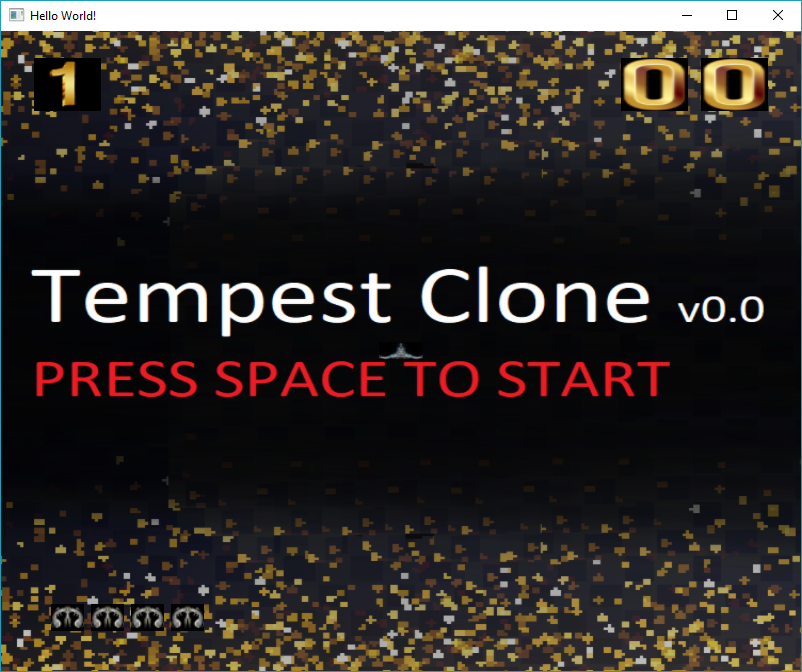 Hello World!
1 00
Tempest Clone v0.0
PRESS SPACE TO START